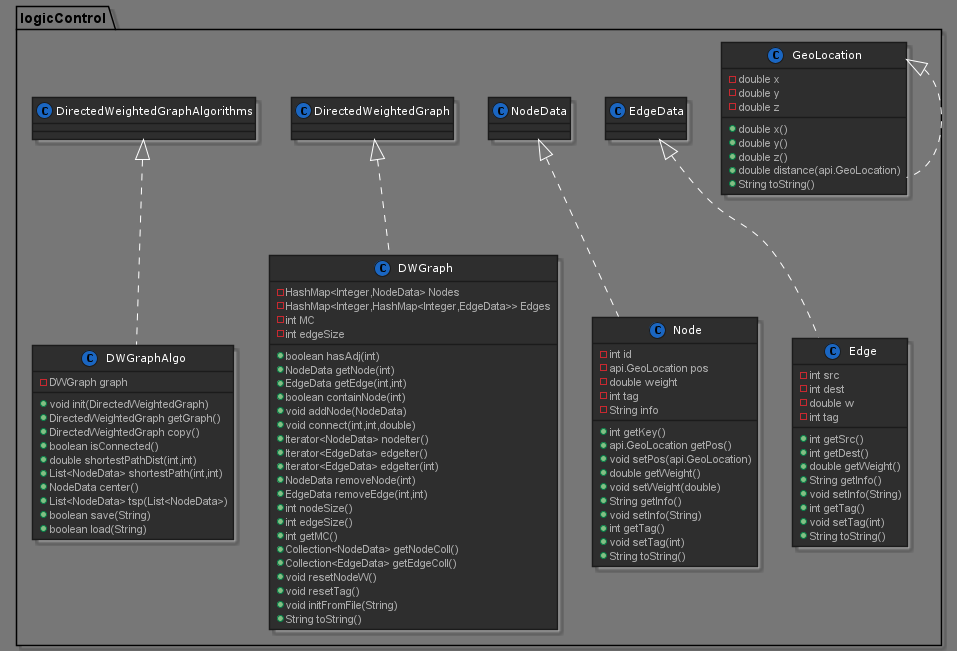 logicControl
C GeoLocation
double x
double y
double z
double x()
double y()
double z()
double distance(api.GeoLocation)
String toString()
C DirectedWeightedGraphAlgorithms
C DirectedWeightedGraph
C NodeData
C EdgeData
C DWGraph
HashMap<Integer,NodeData> Nodes
HashMap<Integer,HashMap<Integer,EdgeData>> Edges
int MC
int edgeSize
boolean hasAdj(int)
NodeData getNode(int)
EdgeData getEdge(int,int)
boolean containNode(int)
void addNode(NodeData)
void connect(int,int,double)
Iterator<NodeData> nodeIter()
Iterator<EdgeData> edgeIter()
Iterator<EdgeData> edgeIter(int)
NodeData removeNode(int)
EdgeData removeEdge(int,int)
int nodeSize()
int edgeSize()
int getMC()
Collection<NodeData> getNodeColl()
Collection<EdgeData> getEdgeColl()
void resetNodeW()
void resetTag()
void initFromFile(String)
String toString()
C Node
int id
api.GeoLocation pos
double weight
int tag
String info
int getKey()
api.GeoLocation getPos()
void setPos(api.GeoLocation)
double getWeight()
void setWeight(double)
String getInfo()
void setInfo(String)
int getTag()
void setTag(int)
String toString()
C Edge
int src
int dest
double w
int tag
int getSrc()
int getDest()
double getWeight()
String getInfo()
void setInfo(String)
int getTag()
void setTag(int)
String toString()
C DWGraphAlgo
DWGraph graph
void init(DirectedWeightedGraph)
DirectedWeightedGraph getGraph()
DirectedWeightedGraph copy()
boolean isConnected()
double shortestPathDist(int,int)
List<NodeData> shortestPath(int,int)
NodeData center()
List<NodeData> tsp(List<NodeData>)
boolean save(String)
boolean load(String)